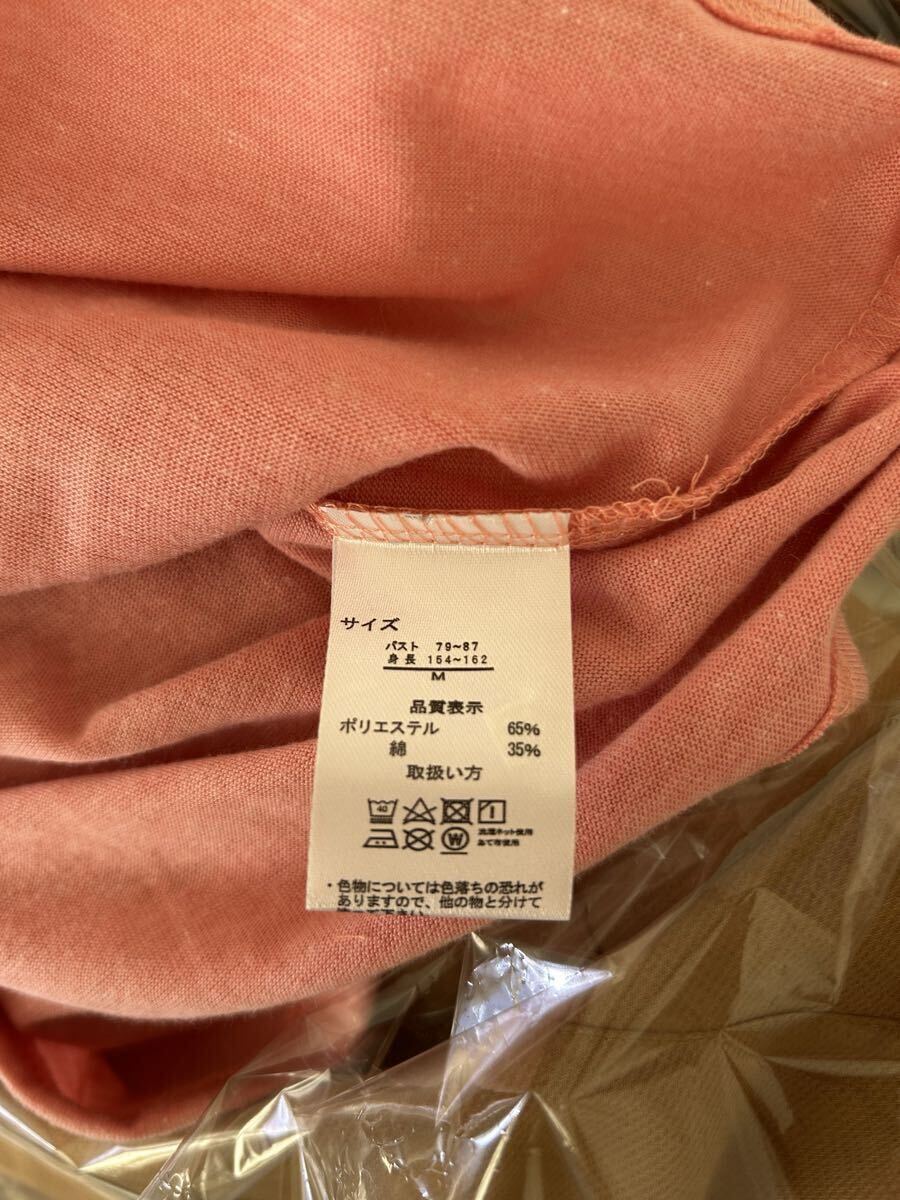 サイズ
バスト 79~87
身長 154~162
M
品質表示
ポリエステル 65%
綿 35%
取扱い方
40
W
洗濯ネット使用
あて布使用
・色物については色落ちの恐れが
ありますので、他の物と分けて